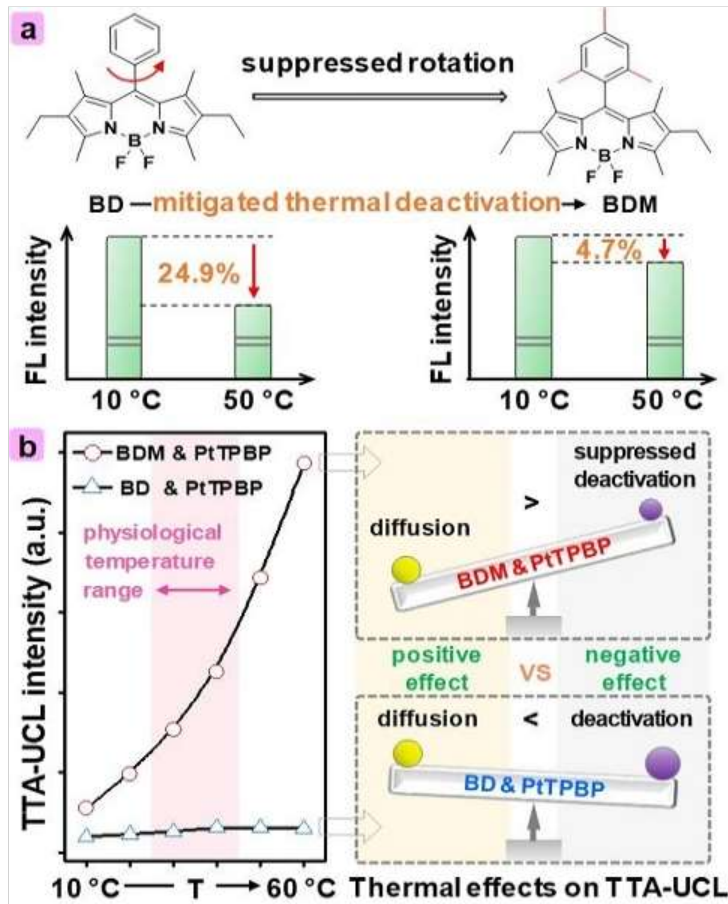 a
suppressed rotation
N
N
B
F
F
N
N
B
F
F
BD — mitigated thermal deactivation → BDM
FL intensity
24.9%
10 °C
50 °C
FL intensity
4.7%
10 °C
50 °C
b
TTA-UCL intensity (a.u.)
BDM & PtTPBP
BD & PtTPBP
physiological
temperature
range
10 °C — T → 60 °C
suppressed
deactivation
>
diffusion
BDM & PtTPBP
positive
effect
VS
negative
effect
diffusion
<
deactivation
BD & PtTPBP
Thermal effects on TTA-UCL